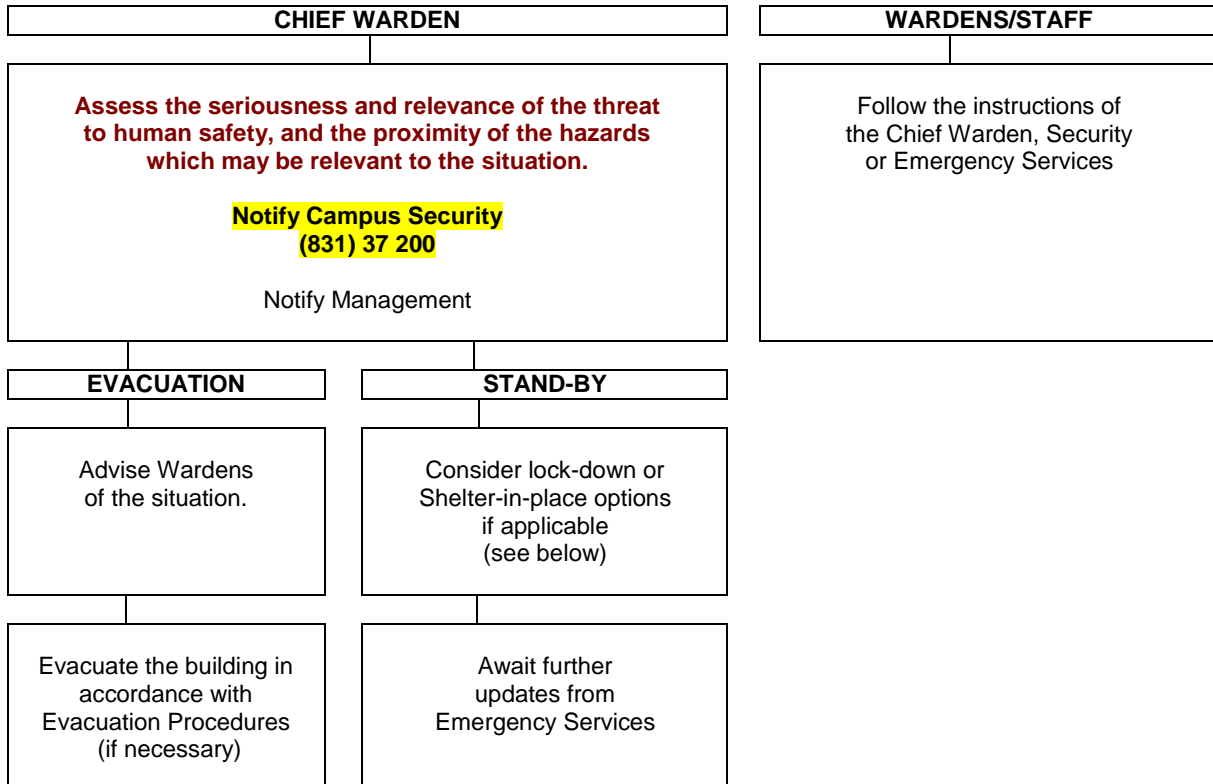 CHIEF WARDEN
Assess the seriousness and relevance of the threat
to human safety, and the proximity of the hazards
which may be relevant to the situation.
Notify Campus Security
(831) 37 200
Notify Management
WARDENS/STAFF
Follow the instructions of
the Chief Warden, Security
or Emergency Services
EVACUATION
Advise Wardens
of the situation.
Evacuate the building in
accordance with
Evacuation Procedures
(if necessary)
STAND-BY
Consider lock-down or
Shelter-in-place options
if applicable
(see below)
Await further
updates from
Emergency Services